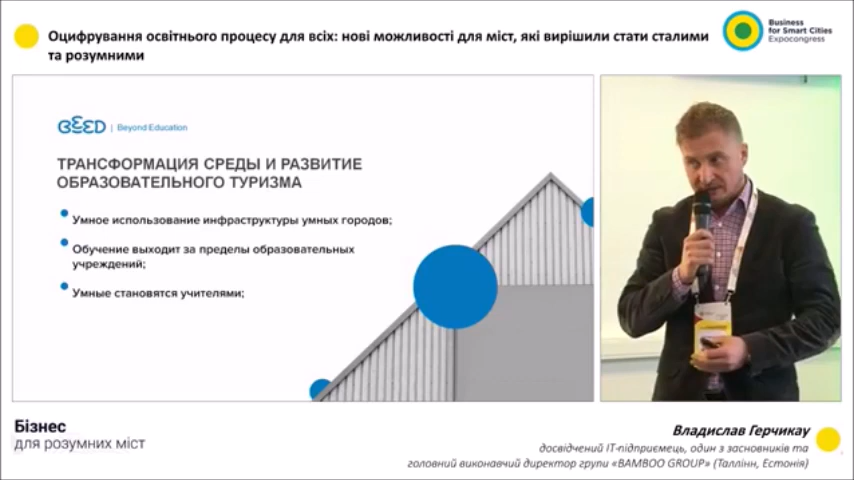 Оцифрування освітнього процесу для всіх: нові можливості для міст, які вирішили стати сталими
та розумними
Business
for Smart Cities
Expocongress
BEED | Beyond Education
ТРАНСФОРМАЦИЯ СРЕДЫ И РАЗВИТИЕ
ОБРАЗОВАТЕЛЬНОГО ТУРИЗМА
Умное использование инфраструктуры умных городов;
Обучение выходит за пределы образовательных
учреждений;
Умные становятся учителями;
Бізнес
для розумних міст
Владислав Герчикау
досвідчений ІТ-підприємець, один з засновників та
головний виконавчий директор групи «BAMBOO GROUP» (Таллінн, Естонія)